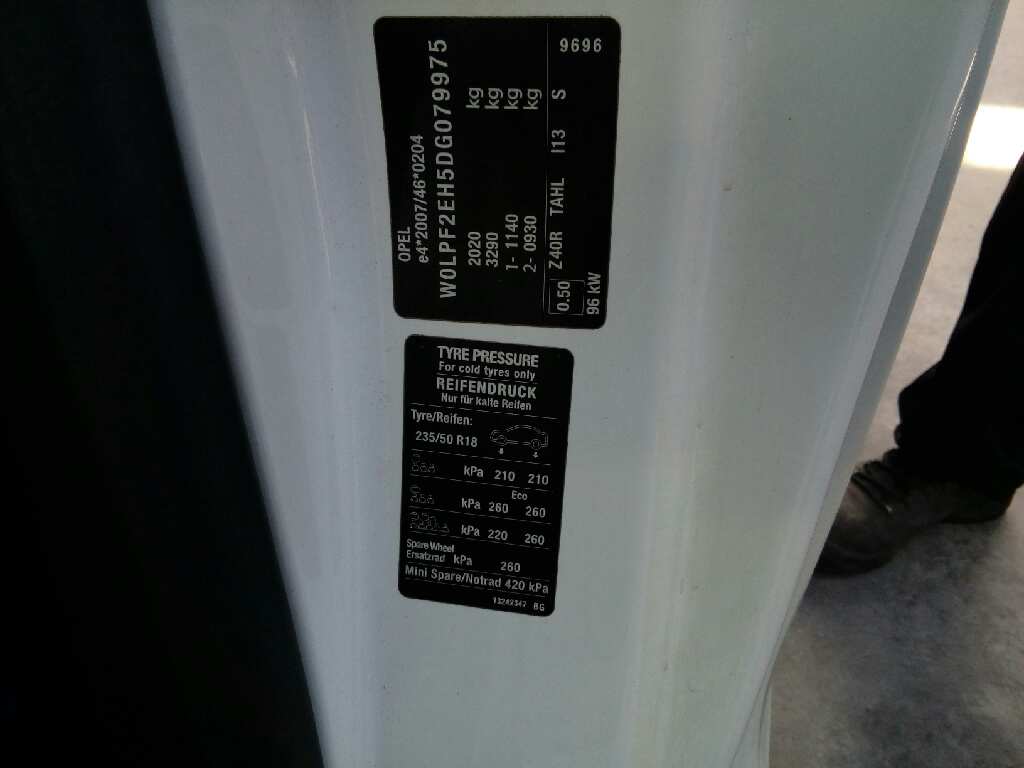 OPEL
e4*2007/46*0204
W0LPF2EH5DG079975
2020 kg
3290 kg
1- 1140 kg
2- 0930 kg
Z40R TAHL I13 S
0.50
96 kW 9696
TYRE PRESSURE
For cold tyres only
REIFENDRUCK
Nur für kalte Reifen
Tyre/Reifen:
235/50 R18
kPa 210 210
Eco
kPa 260 260
kPa 220 260
Spare Wheel
Ersatzrad kPa 260
Mini Spare/Notrad 420 kPa
13242347 BG